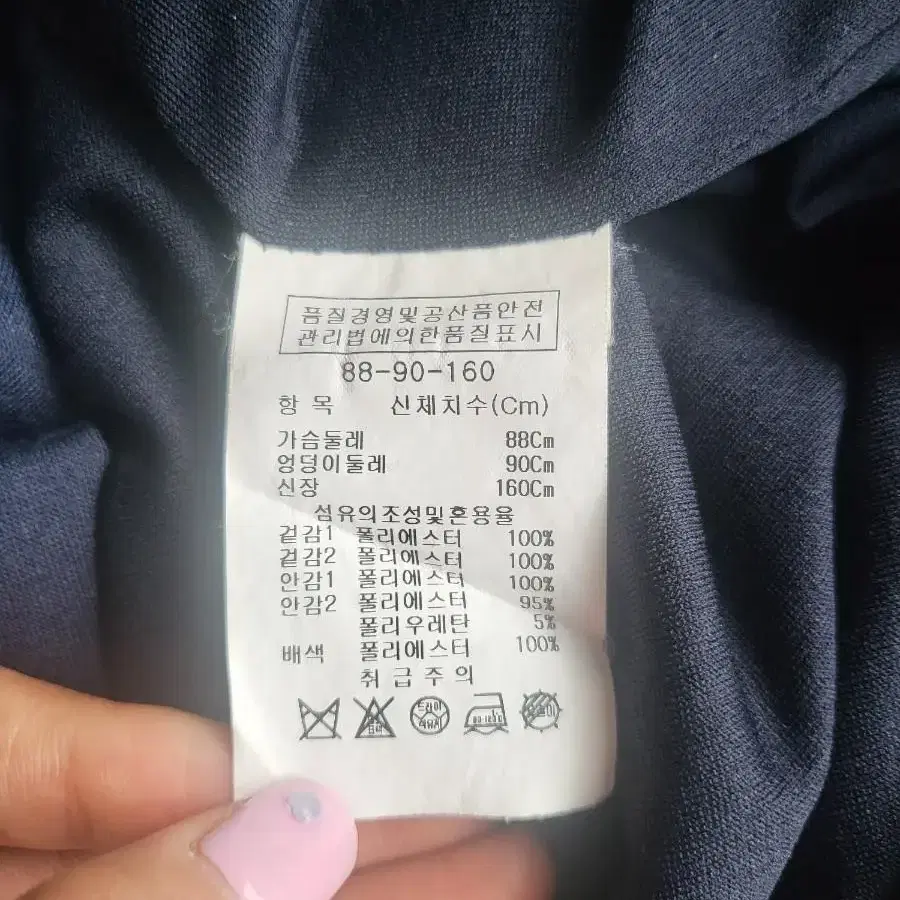 품질경영및공산품안전
관리법에의한품질표시
88-90-160
항 목 신체치수(Cm)
가슴둘레 88Cm
엉덩이둘레 90Cm
신장 160Cm
섬유의조성및혼용율
겉감1 폴리에스터 100%
겉감2 폴리에스터 100%
안감1 폴리에스터 100%
안감2 폴리에스터 95%
폴리우레탄 5%
배색 폴리에스터 100%
취급주의
드라이